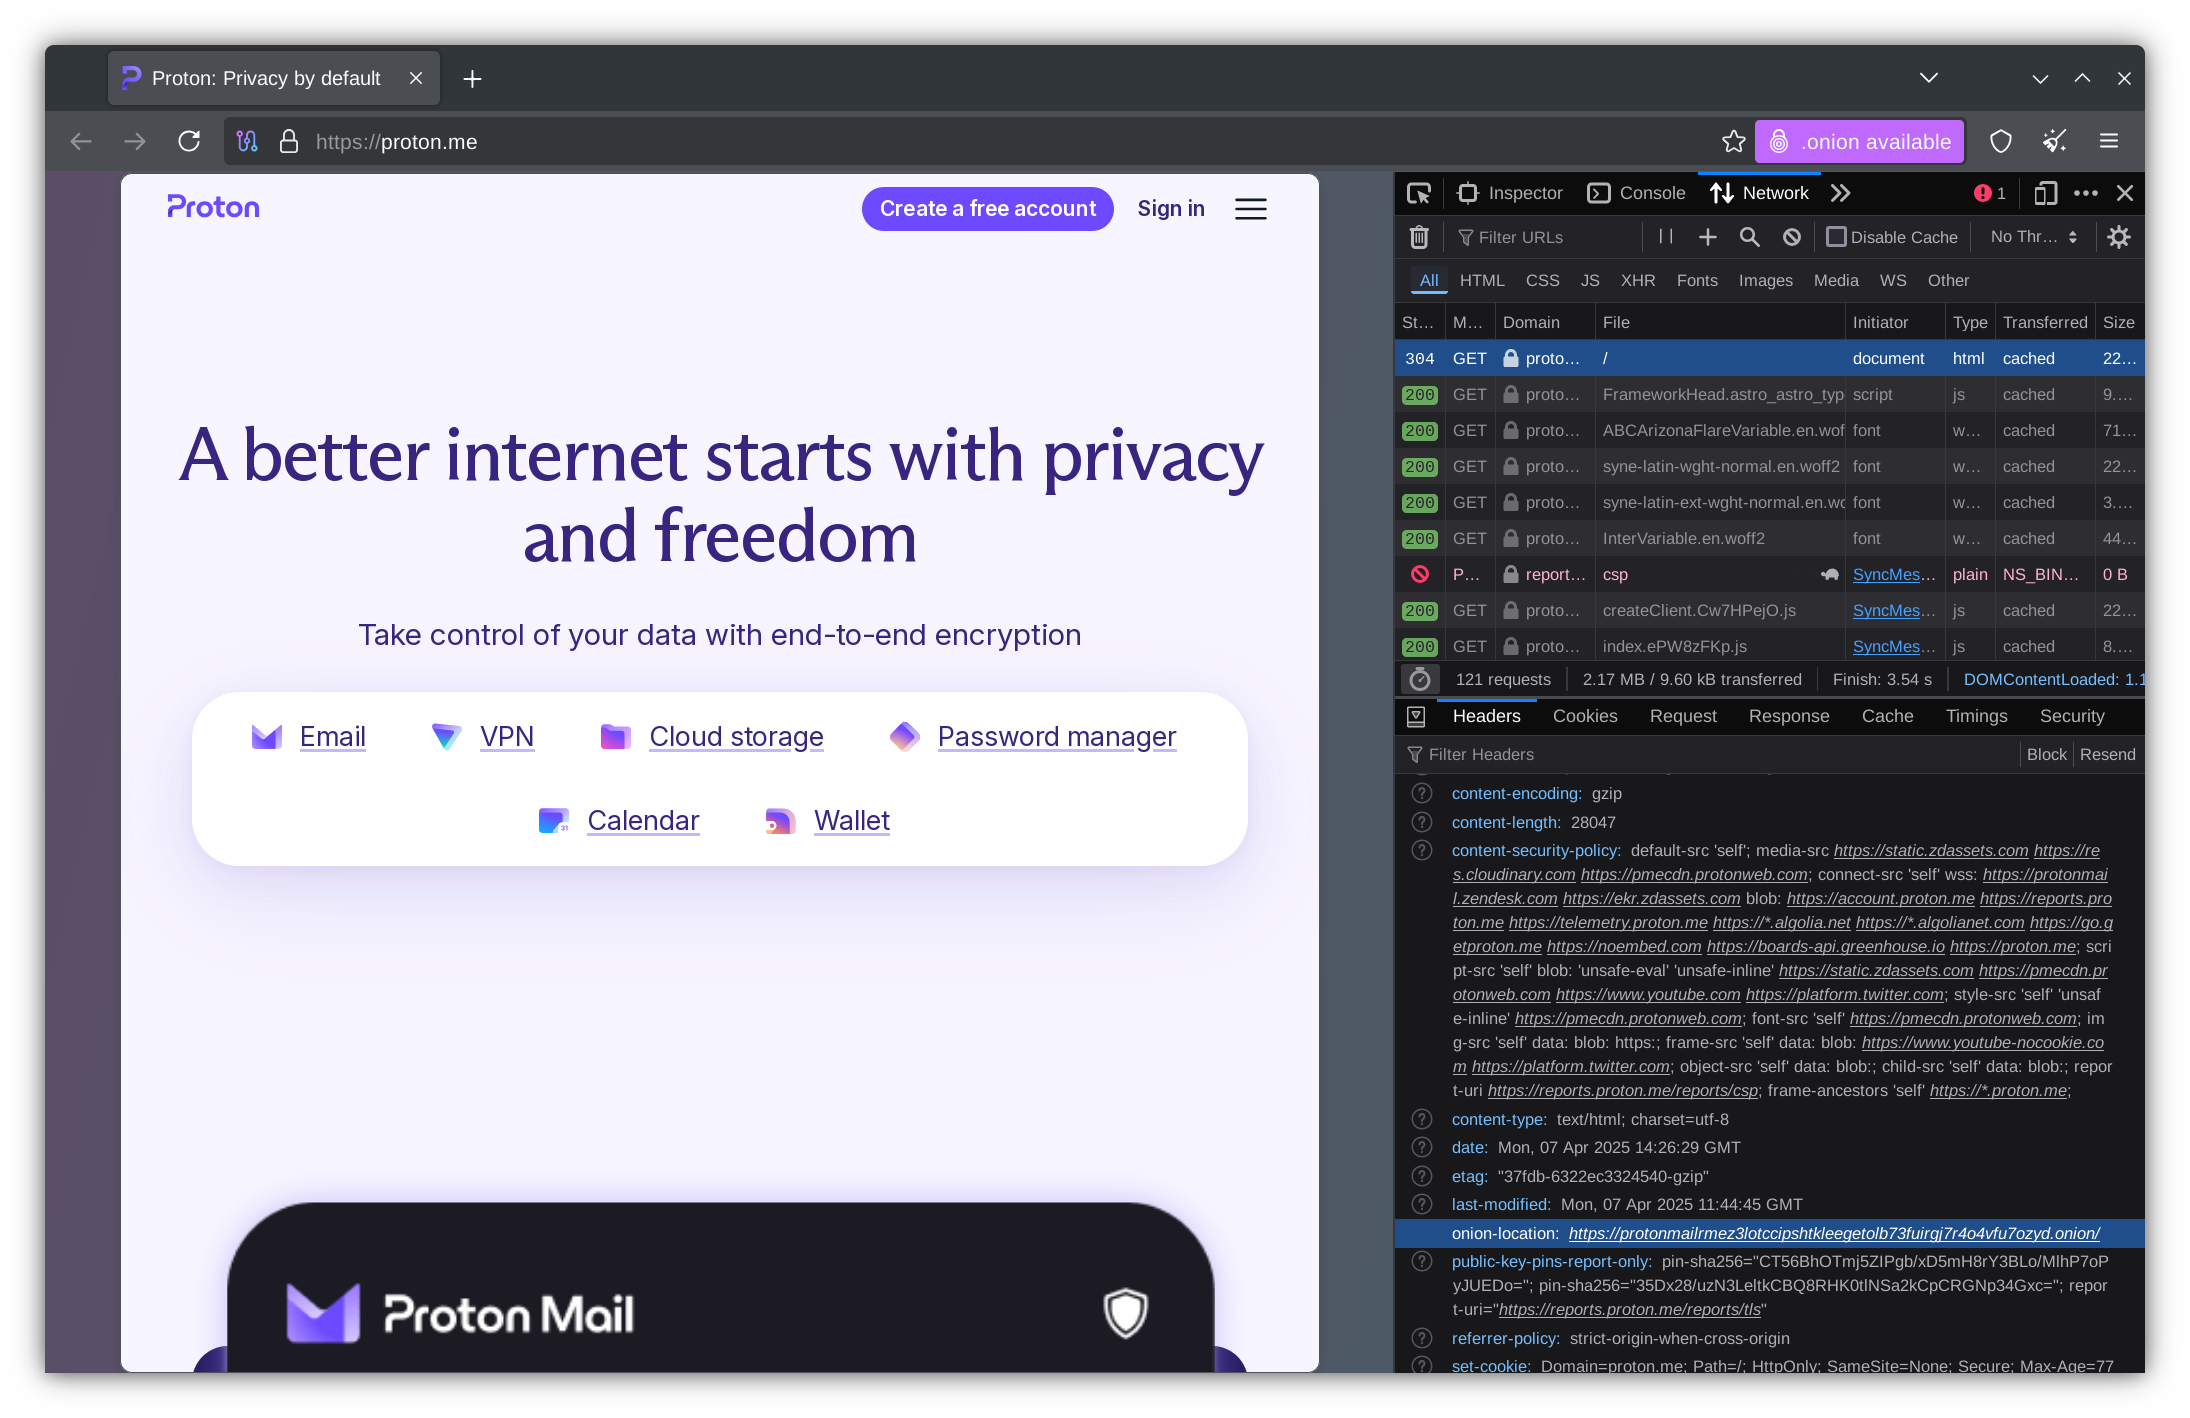 Proton: Privacy by default
https://proton.me
.onion available
Proton
Create a free account
Sign in
A better internet starts with privacy
and freedom
Take control of your data with end-to-end encryption
Email
VPN
Cloud storage
Password manager
Calendar
31
Wallet
Proton Mail
Inspector
Console
Network
1
Filter URLs
Disable Cache
No Thr…
All HTML CSS JS XHR Fonts Images Media WS Other
St… M… Domain File Initiator Type Transferred Size
304 GET proto… / document html cached 22…
200 GET proto… FrameworkHead.astro_astro_typ script js cached 9.…
200 GET proto… ABCArizonaFlareVariable.en.wof font w… cached 71…
200 GET proto… syne-latin-wght-normal.en.woff2 font w… cached 22…
200 GET proto… syne-latin-ext-wght-normal.en.wo font w… cached 3.…
200 GET proto… InterVariable.en.woff2 font w… cached 44…
P… report… csp SyncMes… plain NS_BIN… 0 B
200 GET proto… createClient.Cw7HPejO.js SyncMes… js cached 22…
200 GET proto… index.ePW8zFKp.js SyncMes… js cached 8.…
121 requests 2.17 MB / 9.60 kB transferred Finish: 3.54 s DOMContentLoaded: 1.1
Headers Cookies Request Response Cache Timings Security
Filter Headers Block Resend
content-encoding: gzip
content-length: 28047
content-security-policy: default-src 'self'; media-src https://static.zdassets.com https://re
s.cloudinary.com https://pmecdn.protonweb.com; connect-src 'self' wss: https://protonmai
l.zendesk.com https://ekr.zdassets.com blob: https://account.proton.me https://reports.pro
ton.me https://telemetry.proton.me https://*.algolia.net https://*.algolianet.com https://go.g
etproton.me https://noembed.com https://boards-api.greenhouse.io https://proton.me; scri
pt-src 'self' blob: 'unsafe-eval' 'unsafe-inline' https://static.zdassets.com https://pmecdn.pr
otonweb.com https://www.youtube.com https://platform.twitter.com; style-src 'self' 'unsaf
e-inline' https://pmecdn.protonweb.com; font-src 'self' https://pmecdn.protonweb.com; im
g-src 'self' data: blob: https:; frame-src 'self' data: blob: https://www.youtube-nocookie.co
m https://platform.twitter.com; object-src 'self' data: blob:; child-src 'self' data: blob:; repor
t-uri https://reports.proton.me/reports/csp; frame-ancestors 'self' https://*.proton.me;
content-type: text/html; charset=utf-8
date: Mon, 07 Apr 2025 14:26:29 GMT
etag: "37fdb-6322ec3324540-gzip"
last-modified: Mon, 07 Apr 2025 11:44:45 GMT
onion-location: https://protonmailrmez3lotccipshtkleegetolb73fuirgj7r4o4vfu7ozyd.onion/
public-key-pins-report-only: pin-sha256="CT56BhOTmj5ZIPgb/xD5mH8rY3BLo/MlhP7oP
yJUEDo="; pin-sha256="35Dx28/uzN3LeltkCBQ8RHK0tlNSa2kCpCRGNp34Gxc="; repor
t-uri="https://reports.proton.me/reports/tls"
referrer-policy: strict-origin-when-cross-origin
set-cookie: Domain=proton.me; Path=/; HttpOnly; SameSite=None; Secure; Max-Age=77